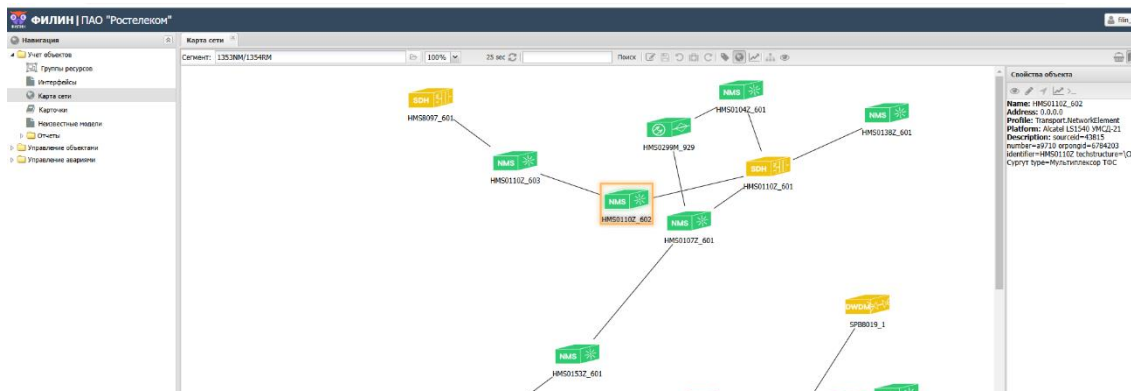 ФИЛИН | ПАО "Ростелеком"
Навигация
Учет объектов
Группы ресурсов
Интерфейсы
Карта сети
Карточки
Неизвестные модели
Отчеты
Управление объектами
Управление авариями
Карта сети
Сегмент: 1353NM/1354RM
100%
25 sec
Поиск
SDH
HMS8097_601
NMS
HMS0110Z_603
NMS
HMS0110Z_602
HMS0299M_929
NMS
HMS0104Z_601
NMS
HMS0138Z_601
SDH
HMS0110Z_601
NMS
HMS0107Z_601
DWDM
SPB8019_1
NMS
HMS0153Z_601
NMS
Свойства объекта
Name: HMS0110Z_602
Address: 0.0.0.0
Profile: Transport.NetworkElement
Platform: Alcatel LS1540 УМСД-21
Description: sourceid=43815
number=a9710 orpongid=6784203
identifier=HMS0110Z techstructure=\О
Сургут type=Мультиплексор ТФС